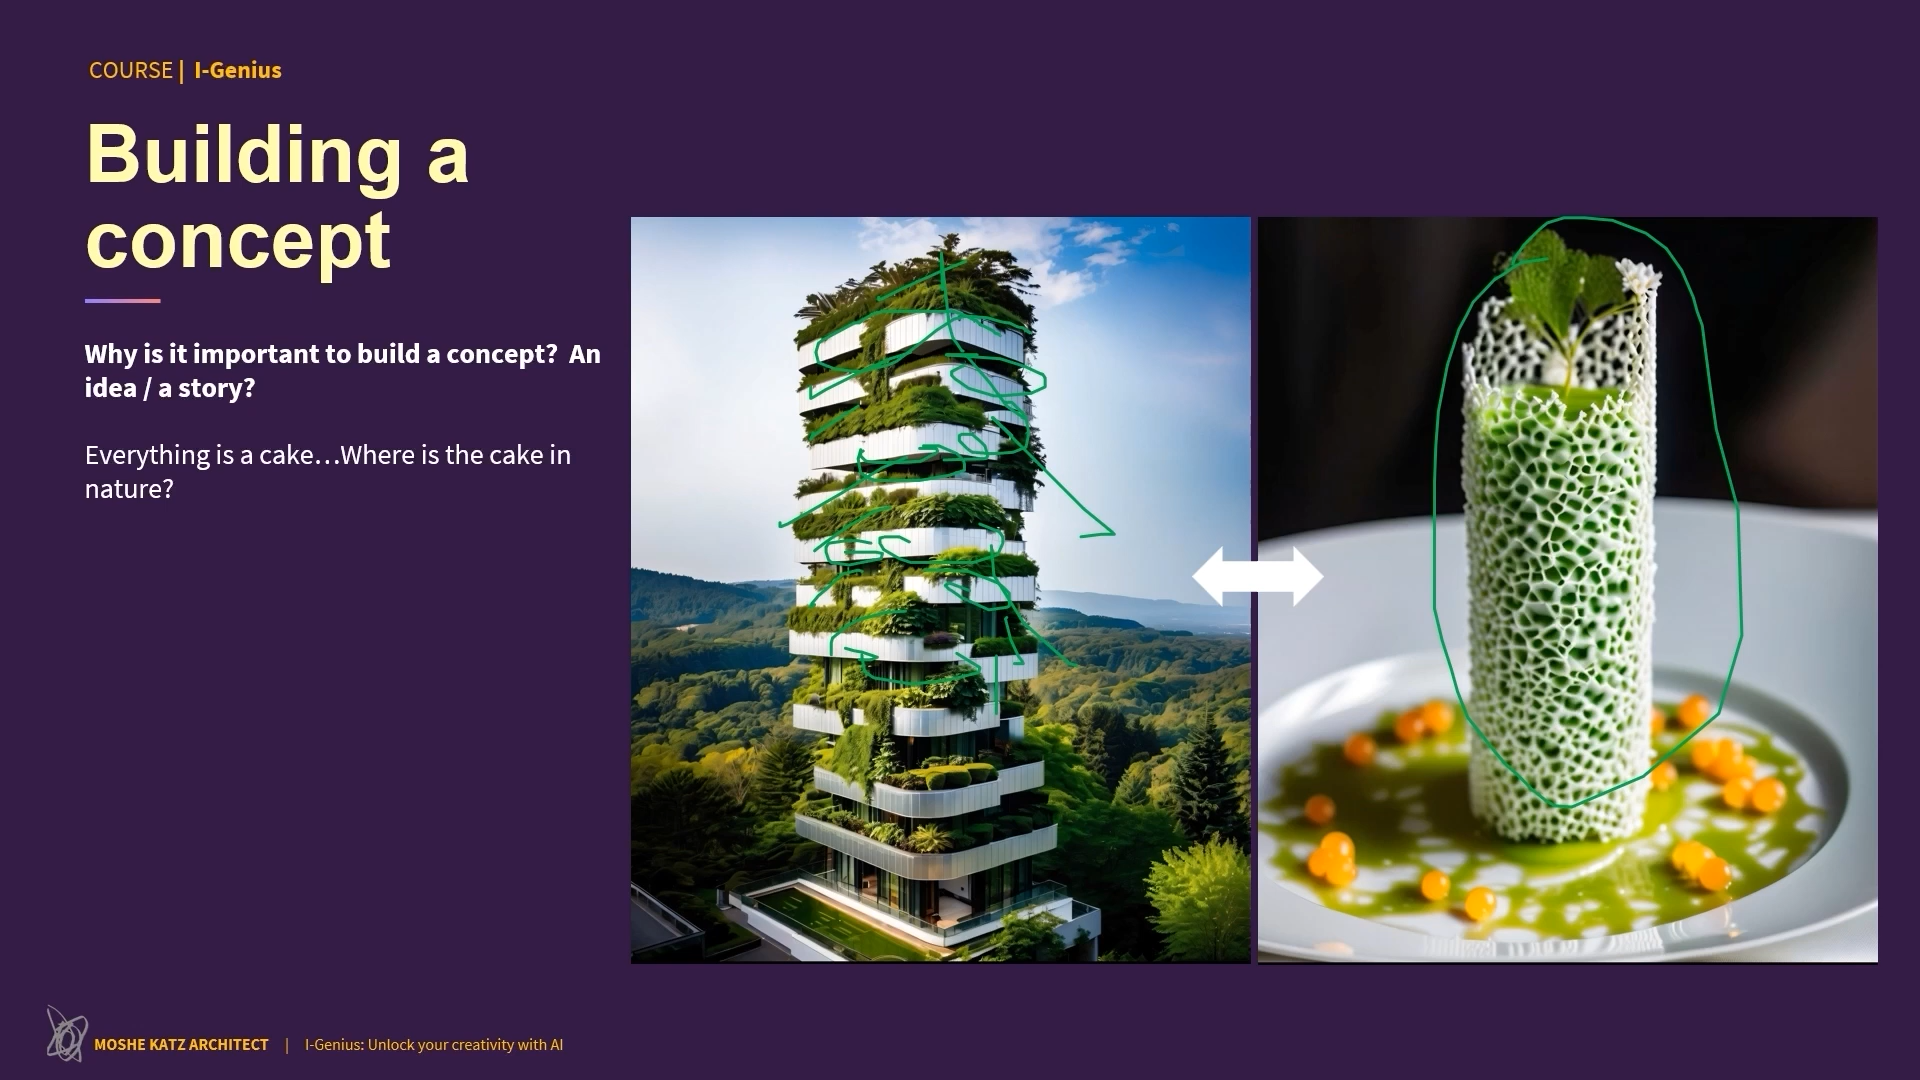 COURSE | I-Genius
Building a
concept
Why is it important to build a concept?  An
idea / a story?
Everything is a cake…Where is the cake in
nature?
MOSHE KATZ ARCHITECT | I-Genius: Unlock your creativity with AI